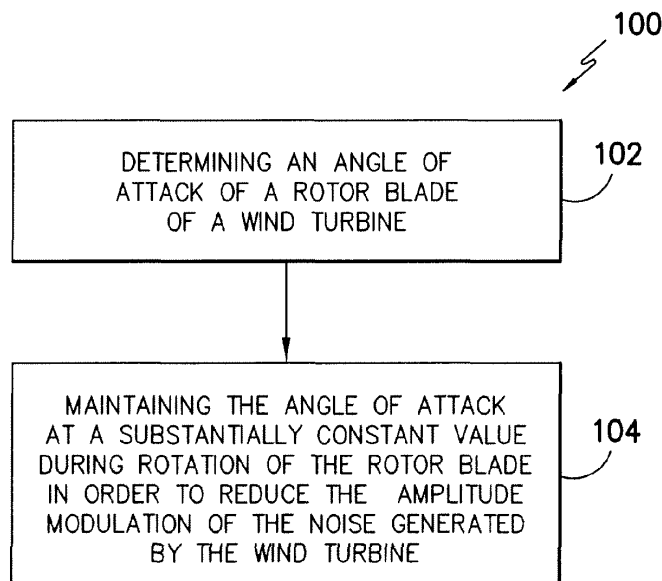 100
DETERMINING AN ANGLE OF
ATTACK OF A ROTOR BLADE
OF A WIND TURBINE
102
MAINTAINING THE ANGLE OF ATTACK
AT A SUBSTANTIALLY CONSTANT VALUE
DURING ROTATION OF THE ROTOR BLADE
IN ORDER TO REDUCE THE AMPLITUDE
MODULATION OF THE NOISE GENERATED
BY THE WIND TURBINE
104